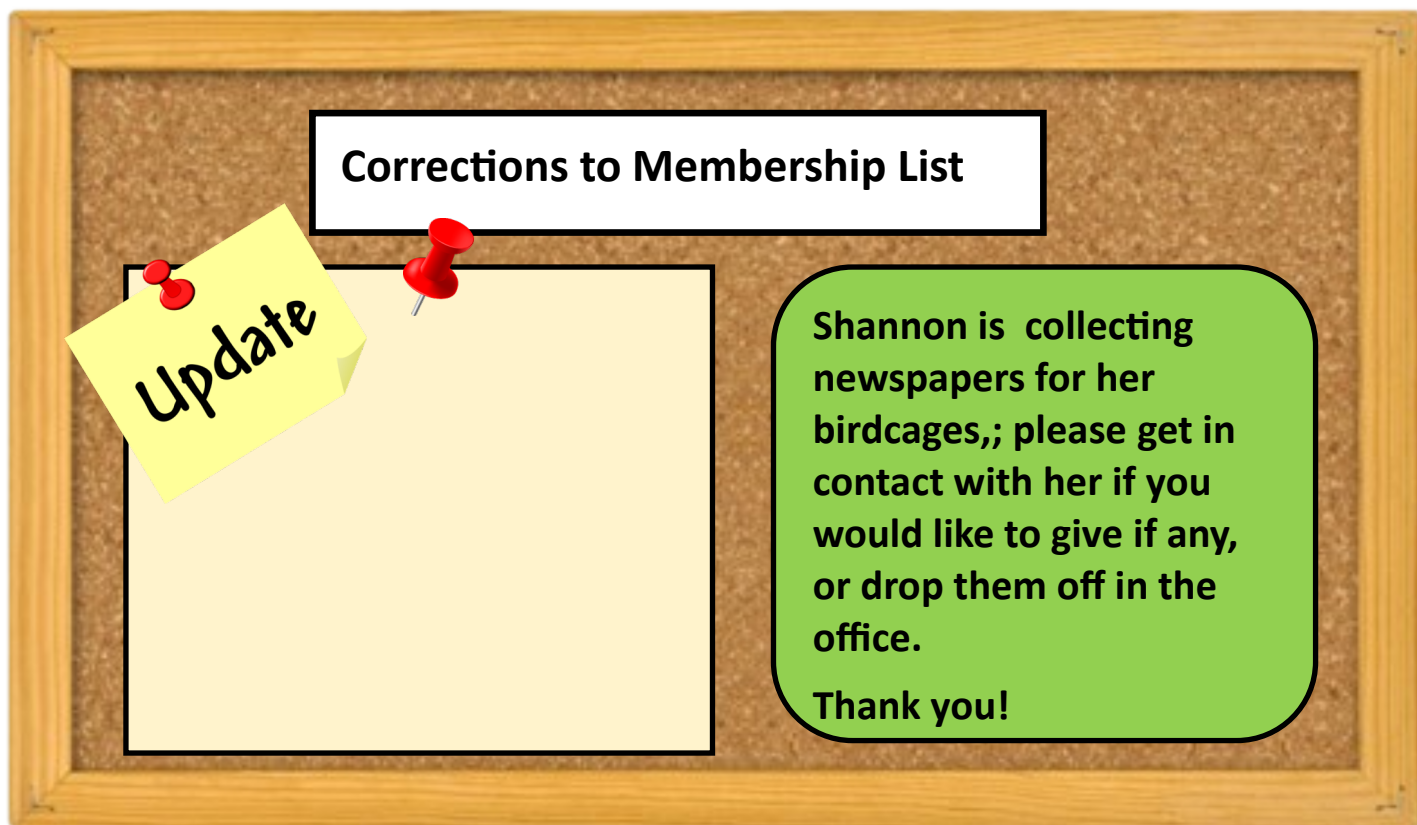 Corrections to Membership List
Update
Shannon is  collecting
newspapers for her
birdcages,; please get in
contact with her if you
would like to give if any,
or drop them off in the
office.
Thank you!